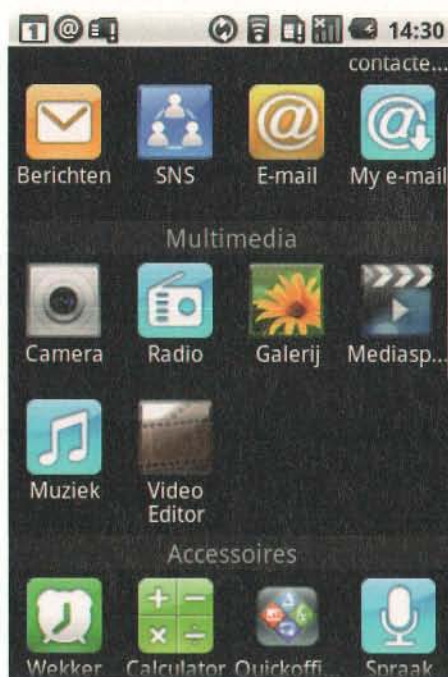 1 @ 14:30
contacte...
Berichten SNS E-mail My e-mail
Multimedia
Camera Radio Galerij Mediasp...
Muziek Video
Editor
Accessoires
Wekker Calculator Quickoffi... Spraak